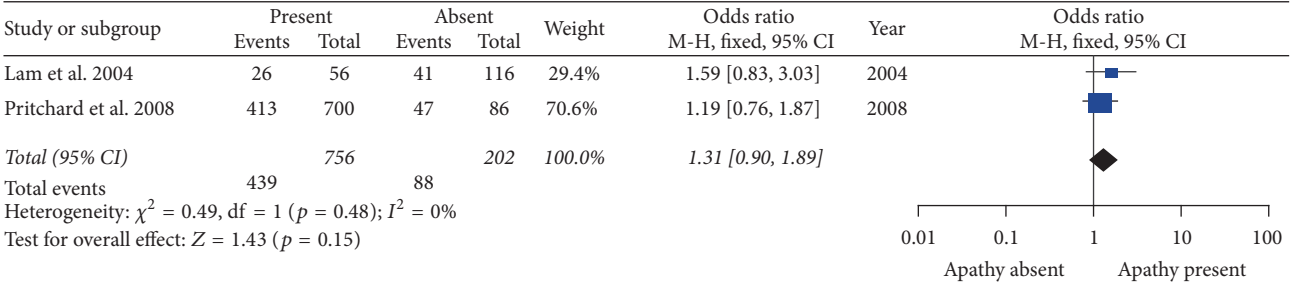 Study or subgroup Present Absent Weight Odds ratio Year Odds ratio
Events Total Events Total M-H, fixed, 95% CI M-H, fixed, 95% CI
Lam et al. 2004 26 56 41 116 29.4% 1.59 [0.83, 3.03] 2004
Pritchard et al. 2008 413 700 47 86 70.6% 1.19 [0.76, 1.87] 2008
Total (95% CI) 756 202 100.0% 1.31 [0.90, 1.89]
Total events 439 88
Heterogeneity: χ² = 0.49, df = 1 (p = 0.48); I² = 0%
Test for overall effect: Z = 1.43 (p = 0.15)
0.01 0.1 1 10 100
Apathy absent Apathy present